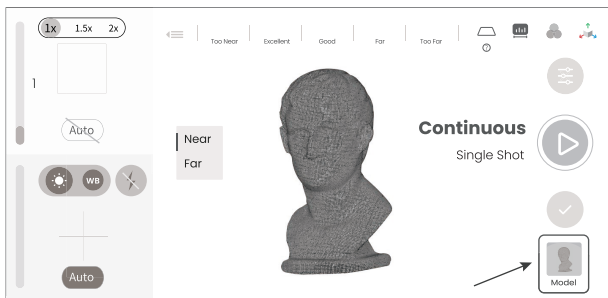 1x 1.5x 2x
1
Auto
WB
Auto
Too Near Excellent Good Far Too Far
?
Near
Far
Continuous
Single Shot
Model